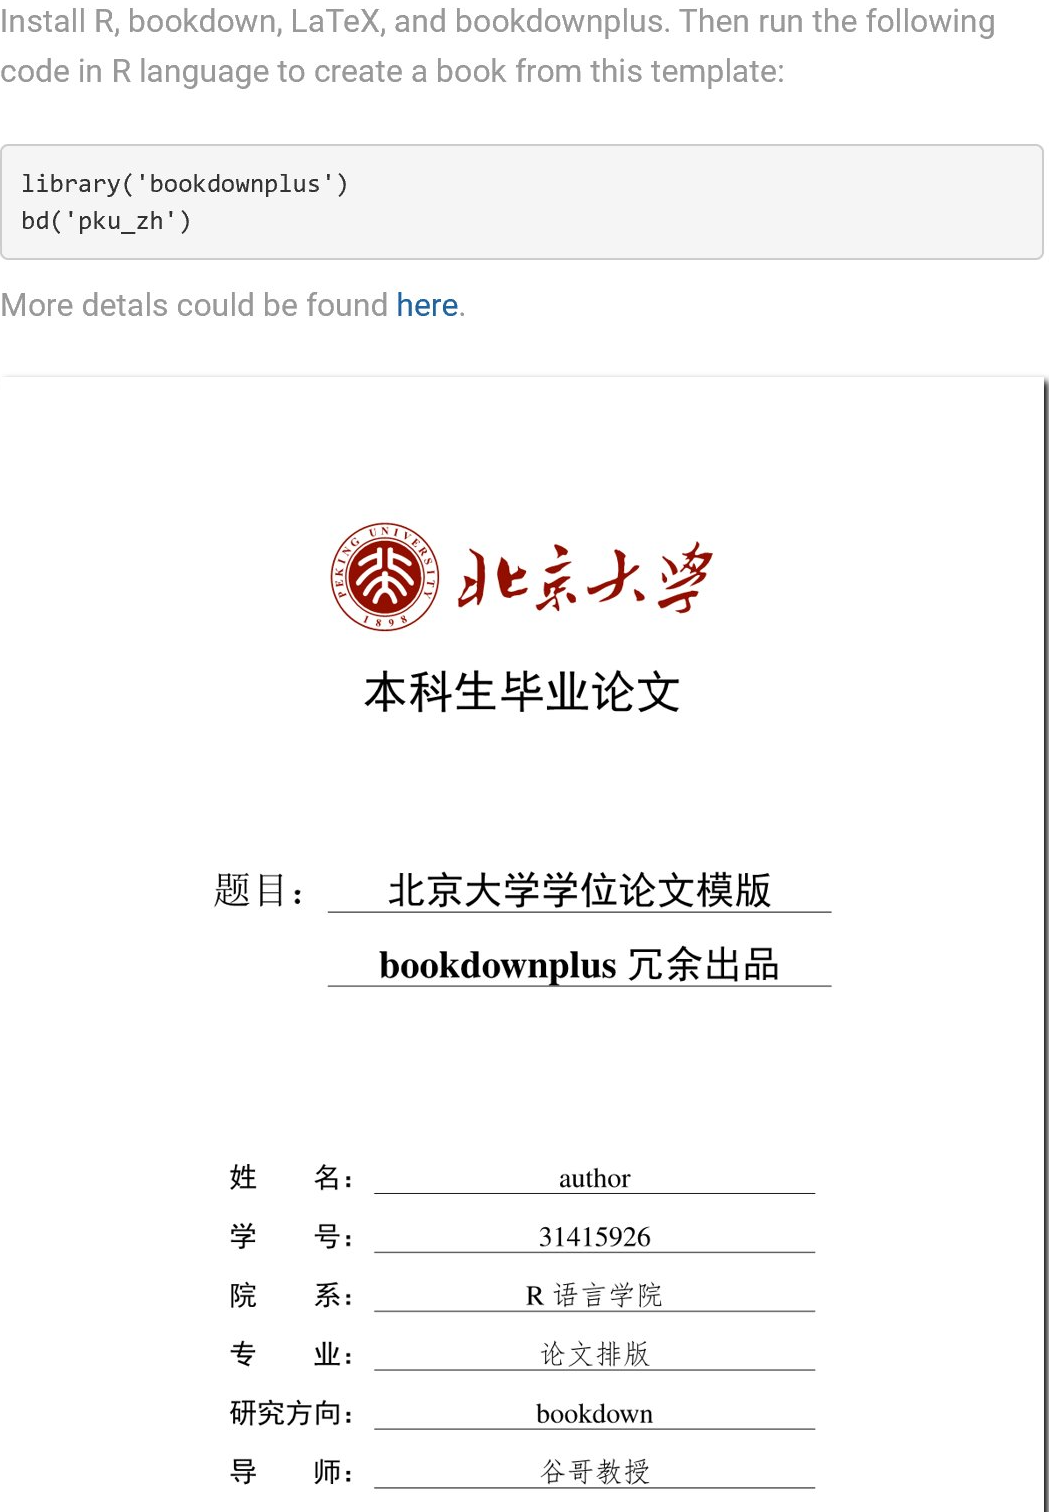 Install R, bookdown, LaTeX, and bookdownplus. Then run the following
code in R language to create a book from this template:
library('bookdownplus')
bd('pku_zh')
More detals could be found here.
PEKING UNIVERSITY
1898
北京大学
本科生毕业论文
题目： 北京大学学位论文模版
bookdownplus 冗余出品
姓 名： author
学 号： 31415926
院 系： R 语言学院
专 业： 论文排版
研究方向： bookdown
导 师： 谷哥教授